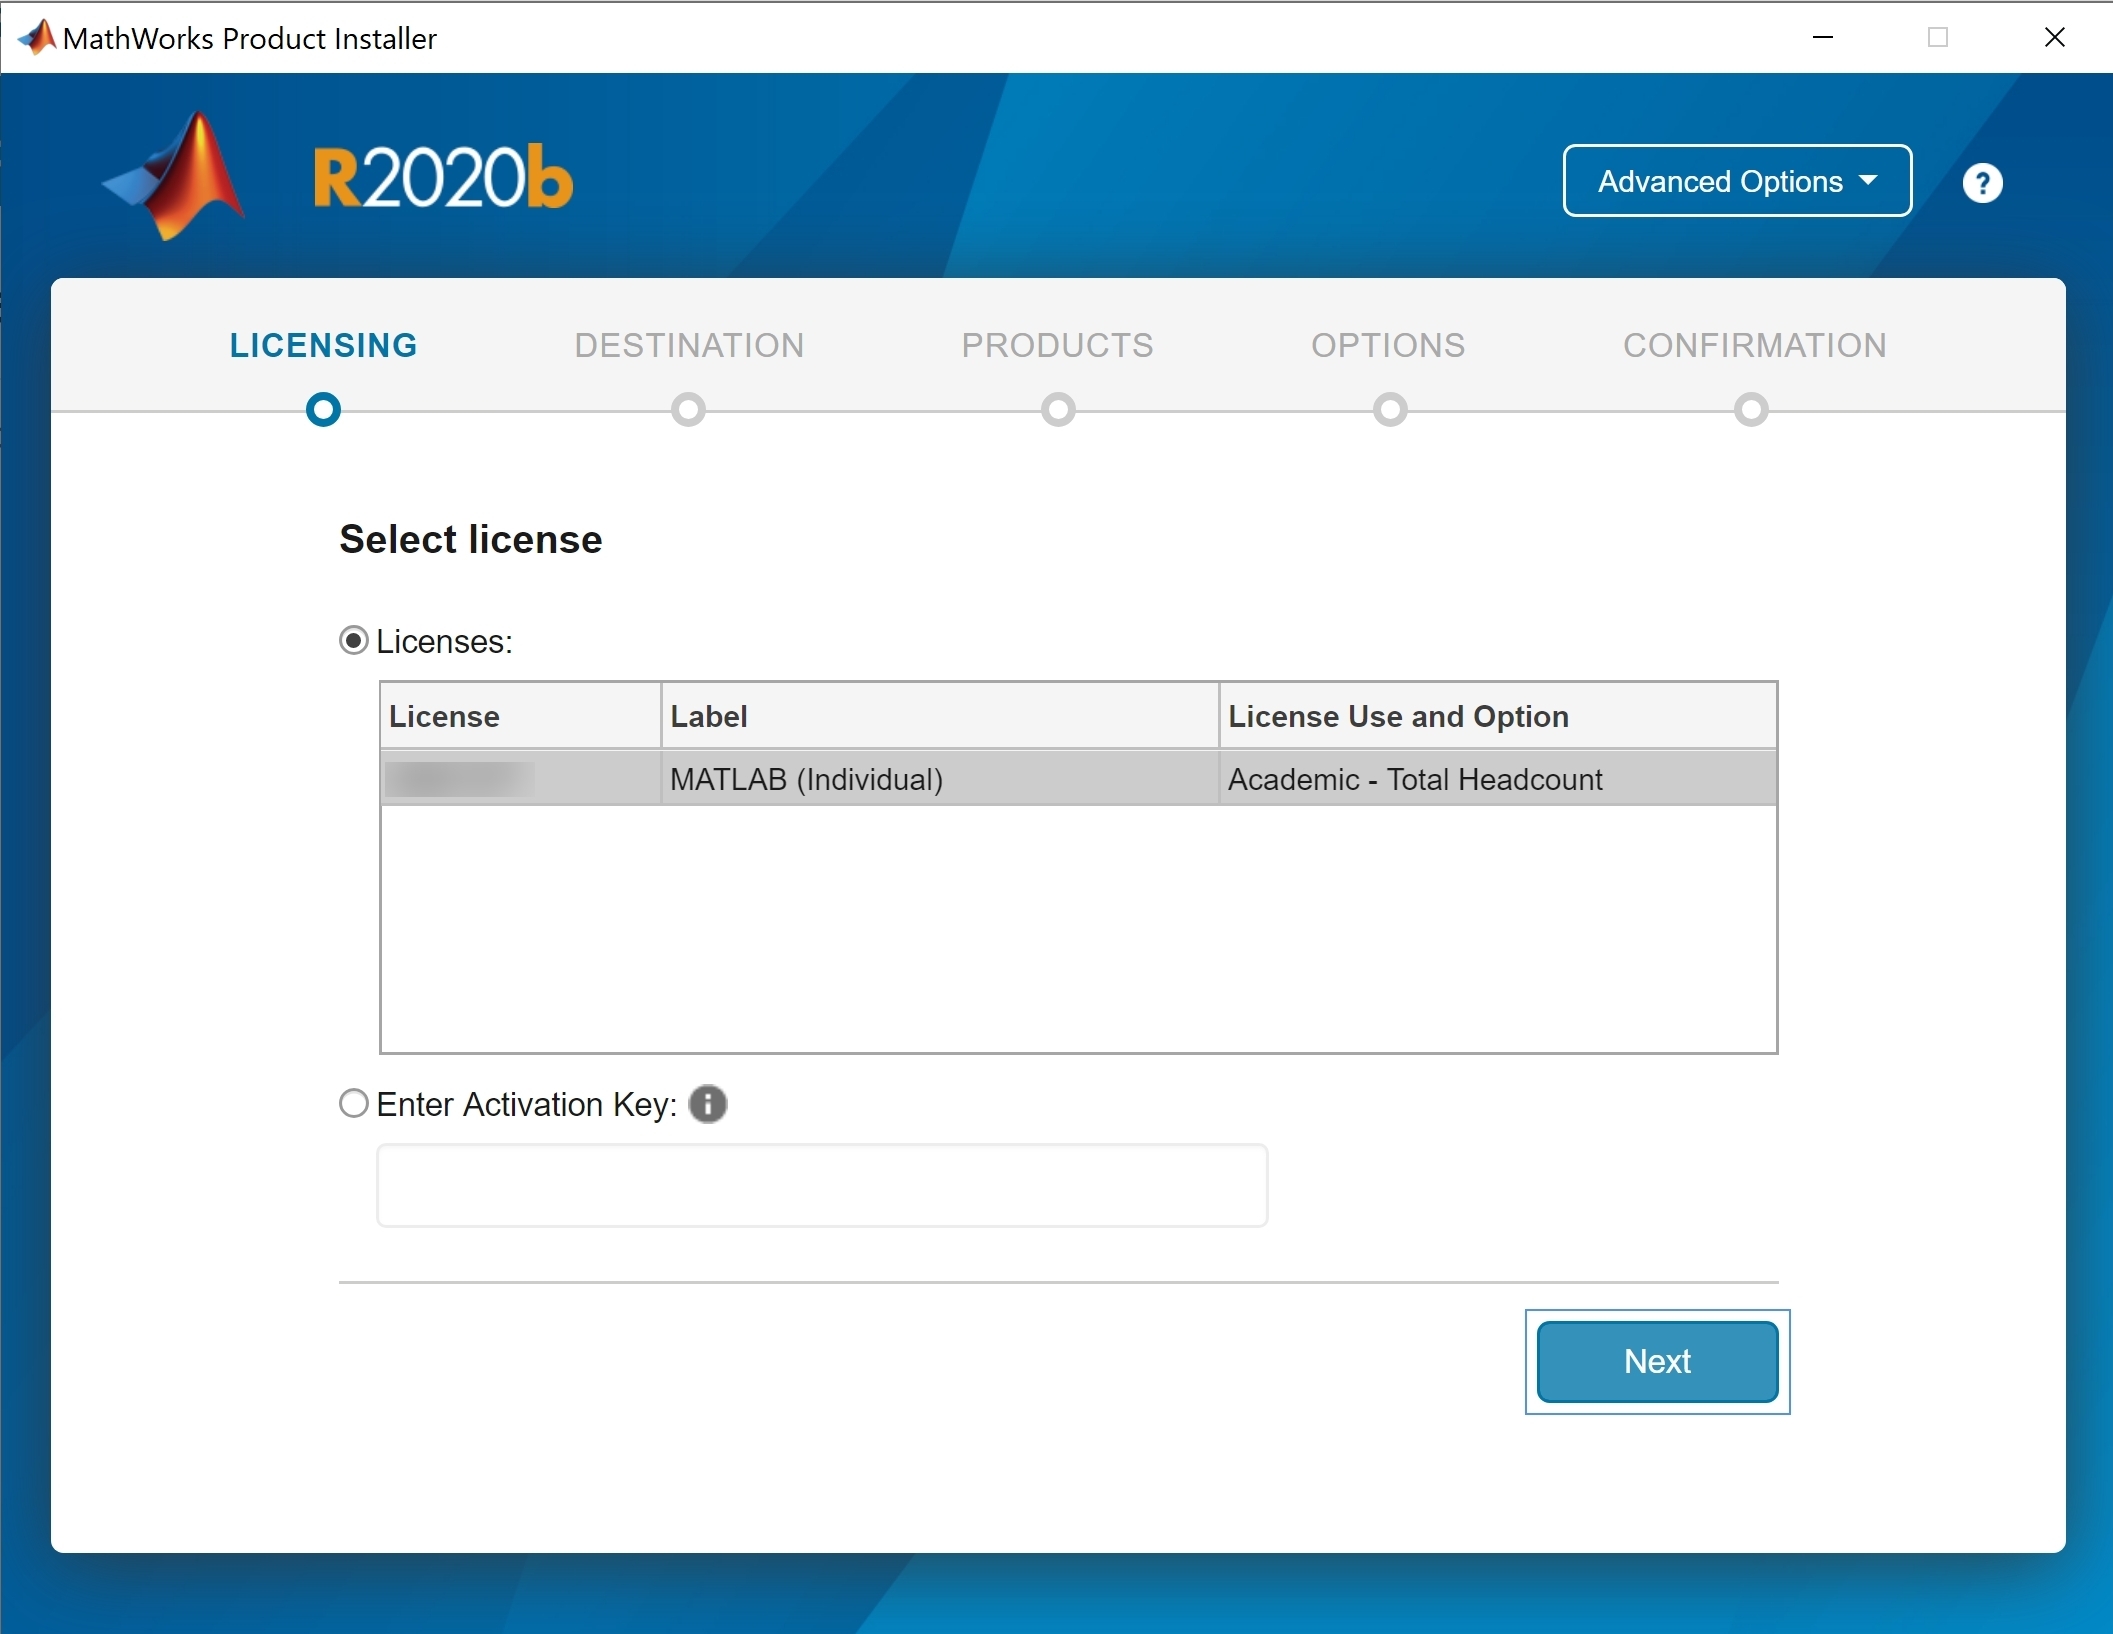 MathWorks Product Installer
R2020b
Advanced Options
?
LICENSING DESTINATION PRODUCTS OPTIONS CONFIRMATION
Select license
Licenses:
License Label License Use and Option
MATLAB (Individual) Academic - Total Headcount
Enter Activation Key: i
Next